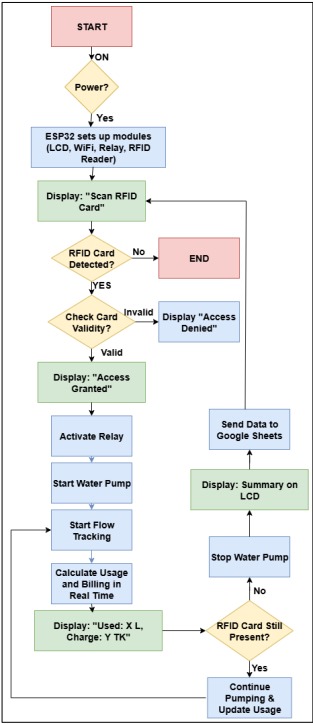 START
ON
Power?
Yes
ESP32 sets up modules
(LCD, WiFi, Relay, RFID
Reader)
Display: "Scan RFID
Card"
RFID Card
Detected?
No
END
YES
Check Card
Validity?
Invalid
Display "Access
Denied"
Valid
Display: "Access
Granted"
Activate Relay
Start Water Pump
Start Flow
Tracking
Calculate Usage
and Billing in
Real Time
Display: "Used: X L,
Charge: Y TK"
RFID Card Still
Present?
Yes
Continue
Pumping &
Update Usage
No
Stop Water Pump
Display: Summary on
LCD
Send Data to
Google Sheets